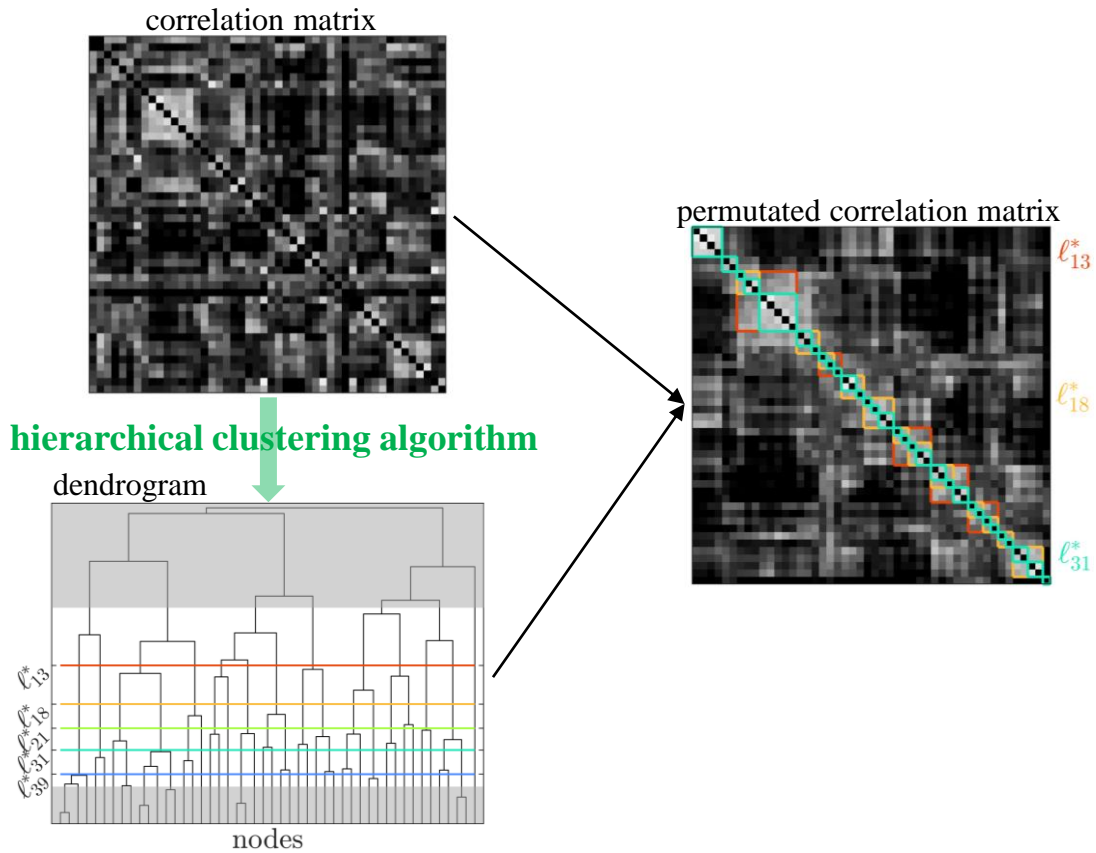 correlation matrix
permutated correlation matrix
ℓ*13
ℓ*18
ℓ*31
hierarchical clustering algorithm
dendrogram
ℓ*13
ℓ*18
ℓ*21
ℓ*31
ℓ*39
nodes